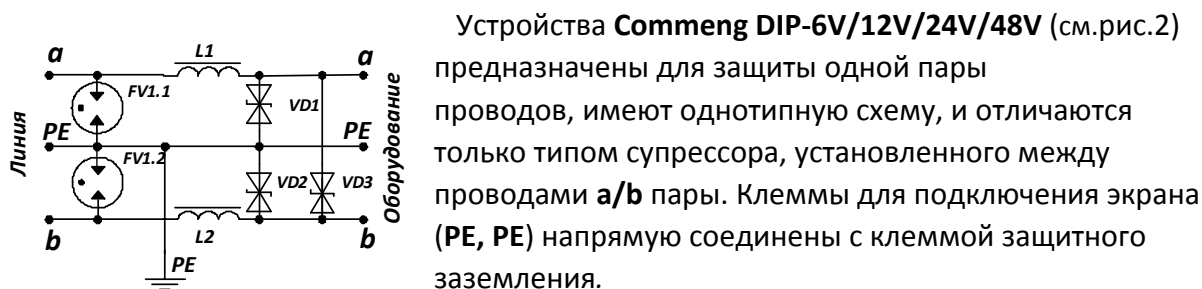 a
L1
a
FV1.1
VD1
PE
PE
FV1.2
VD2
VD3
L2
b
b
PE
Линия
Оборудование
Устройства Commeng DIP-6V/12V/24V/48V (см.рис.2)
предназначены для защиты одной пары
проводов, имеют однотипную схему, и отличаются
только типом супрессора, установленного между
проводами a/b пары. Клеммы для подключения экрана
(PE, PE) напрямую соединены с клеммой защитного
заземления.